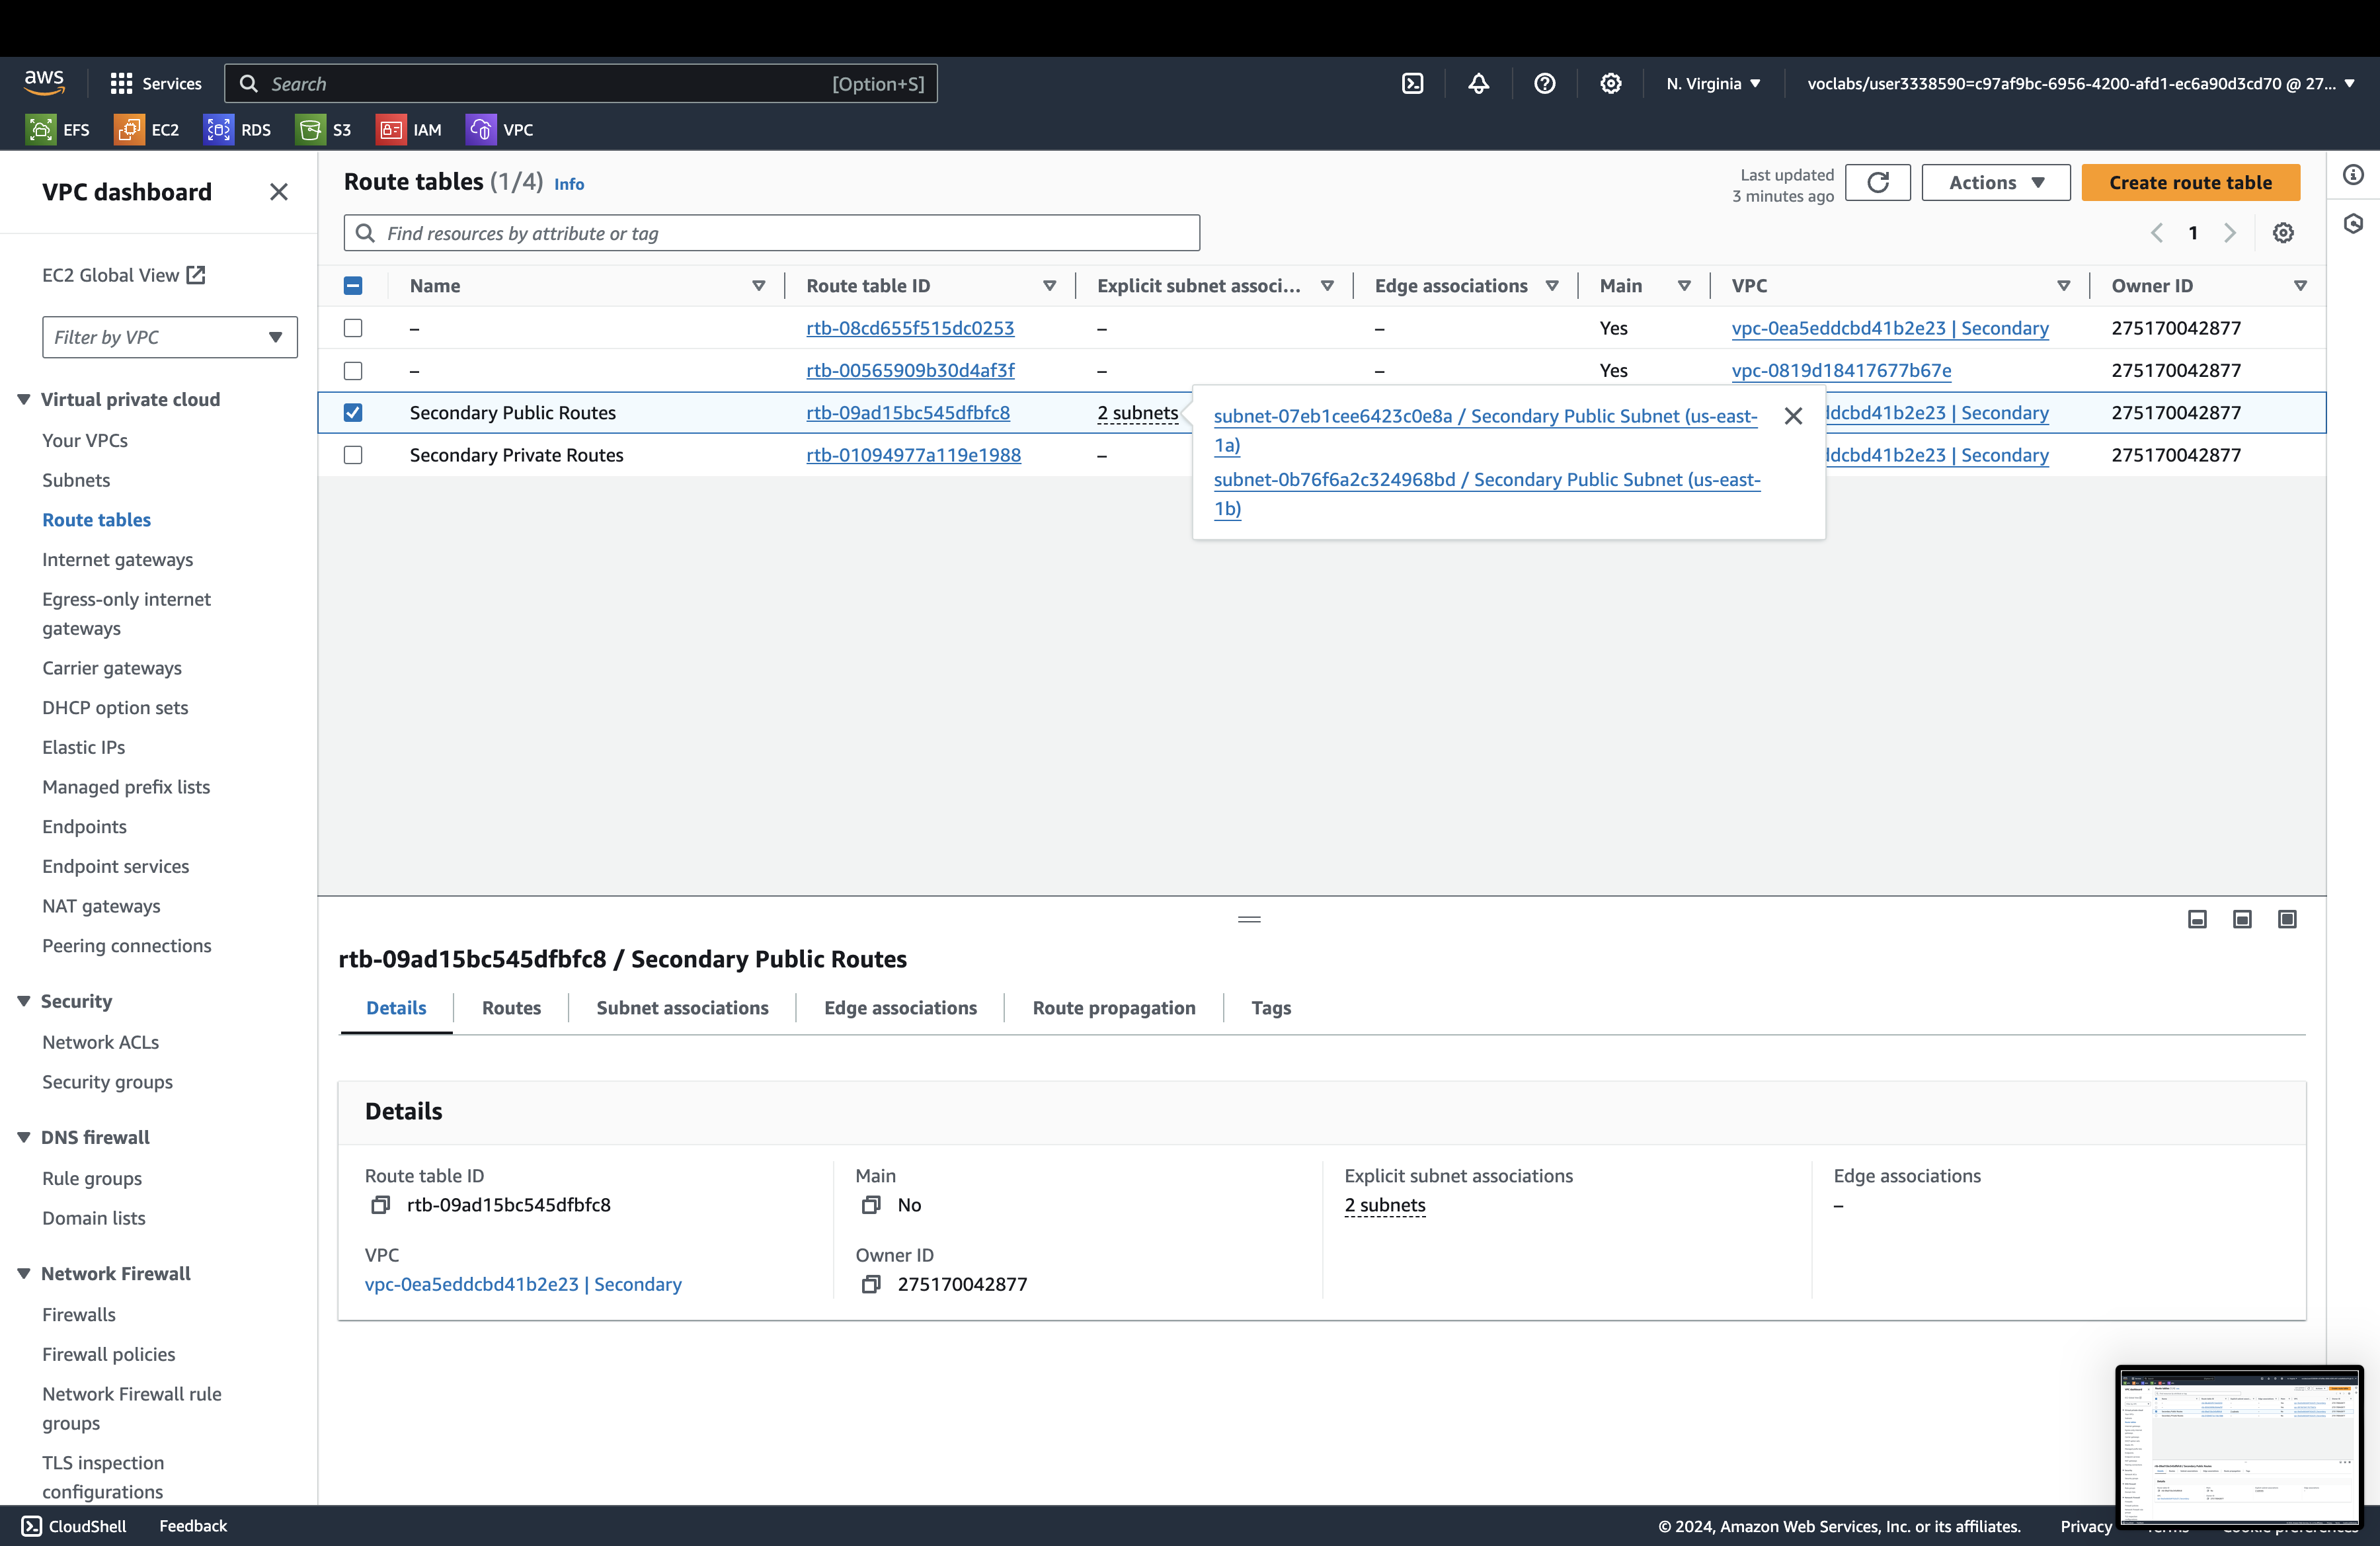 aws
Services
Search
[Option+S]
N. Virginia
voclabs/user3338590=c97af9bc-6956-4200-afd1-ec6a90d3cd70 @ 27...
EFS
EC2
RDS
S3
IAM
VPC
VPC dashboard
EC2 Global View
Filter by VPC
Virtual private cloud
Your VPCs
Subnets
Route tables
Internet gateways
Egress-only internet
gateways
Carrier gateways
DHCP option sets
Elastic IPs
Managed prefix lists
Endpoints
Endpoint services
NAT gateways
Peering connections
Security
Network ACLs
Security groups
DNS firewall
Rule groups
Domain lists
Network Firewall
Firewalls
Firewall policies
Network Firewall rule
groups
TLS inspection
configurations
Route tables (1/4) Info
Last updated
3 minutes ago
Actions
Create route table
Find resources by attribute or tag
1
Name Route table ID Explicit subnet associ... Edge associations Main VPC Owner ID
– rtb-08cd655f515dc0253 – – Yes vpc-0ea5eddcbd41b2e23 | Secondary 275170042877
– rtb-00565909b30d4af3f – – Yes vpc-0819d18417677b67e 275170042877
Secondary Public Routes rtb-09ad15bc545dfbfc8 2 subnets ddcbd41b2e23 | Secondary 275170042877
Secondary Private Routes rtb-01094977a119e1988 – ddcbd41b2e23 | Secondary 275170042877
subnet-07eb1cee6423c0e8a / Secondary Public Subnet (us-east-
1a)
subnet-0b76f6a2c324968bd / Secondary Public Subnet (us-east-
1b)
rtb-09ad15bc545dfbfc8 / Secondary Public Routes
Details
Routes
Subnet associations
Edge associations
Route propagation
Tags
Details
Route table ID
rtb-09ad15bc545dfbfc8
Main
No
Explicit subnet associations
2 subnets
Edge associations
–
VPC
vpc-0ea5eddcbd41b2e23 | Secondary
Owner ID
275170042877
CloudShell
Feedback
© 2024, Amazon Web Services, Inc. or its affiliates.
Privacy
Terms
Cookie preferences